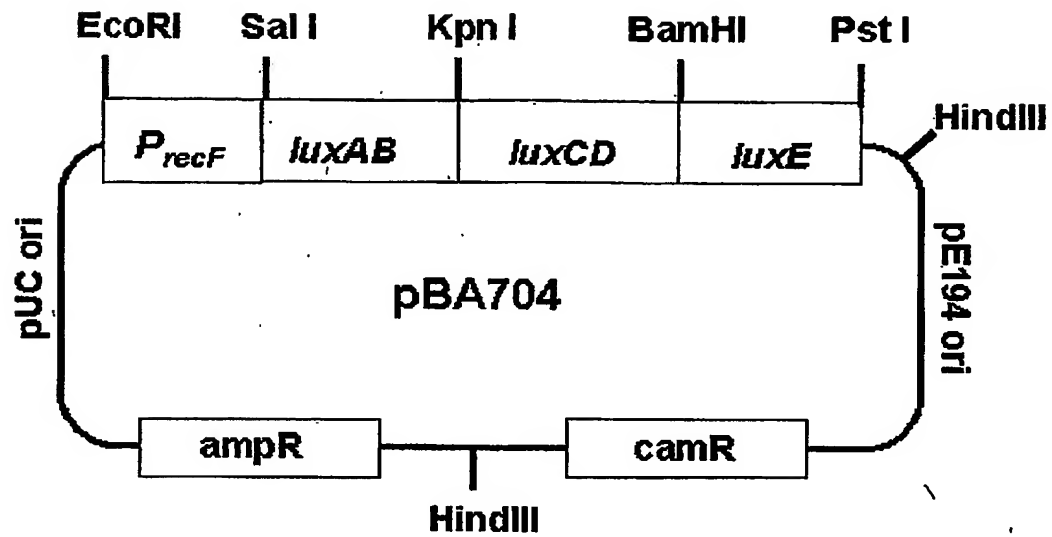 EcoRI Sal I Kpn I BamHI Pst I
HindIII
PrecF luxAB luxCD luxE
pUC ori
pBA704
pE194 ori
ampR camR
HindIII